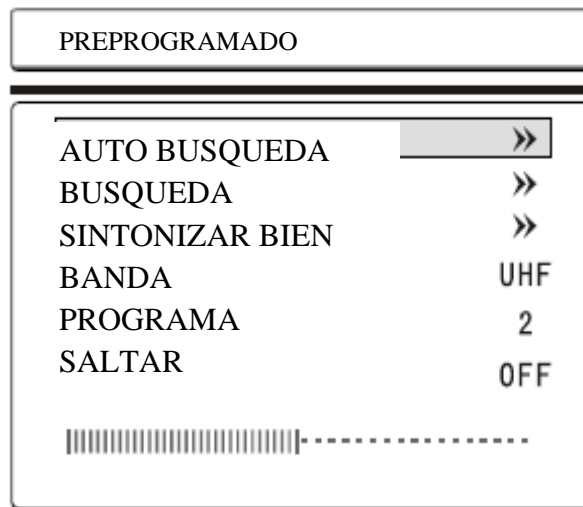 PREPROGRAMADO
AUTO BUSQUEDA »
BUSQUEDA »
SINTONIZAR BIEN »
BANDA UHF
PROGRAMA 2
SALTAR OFF